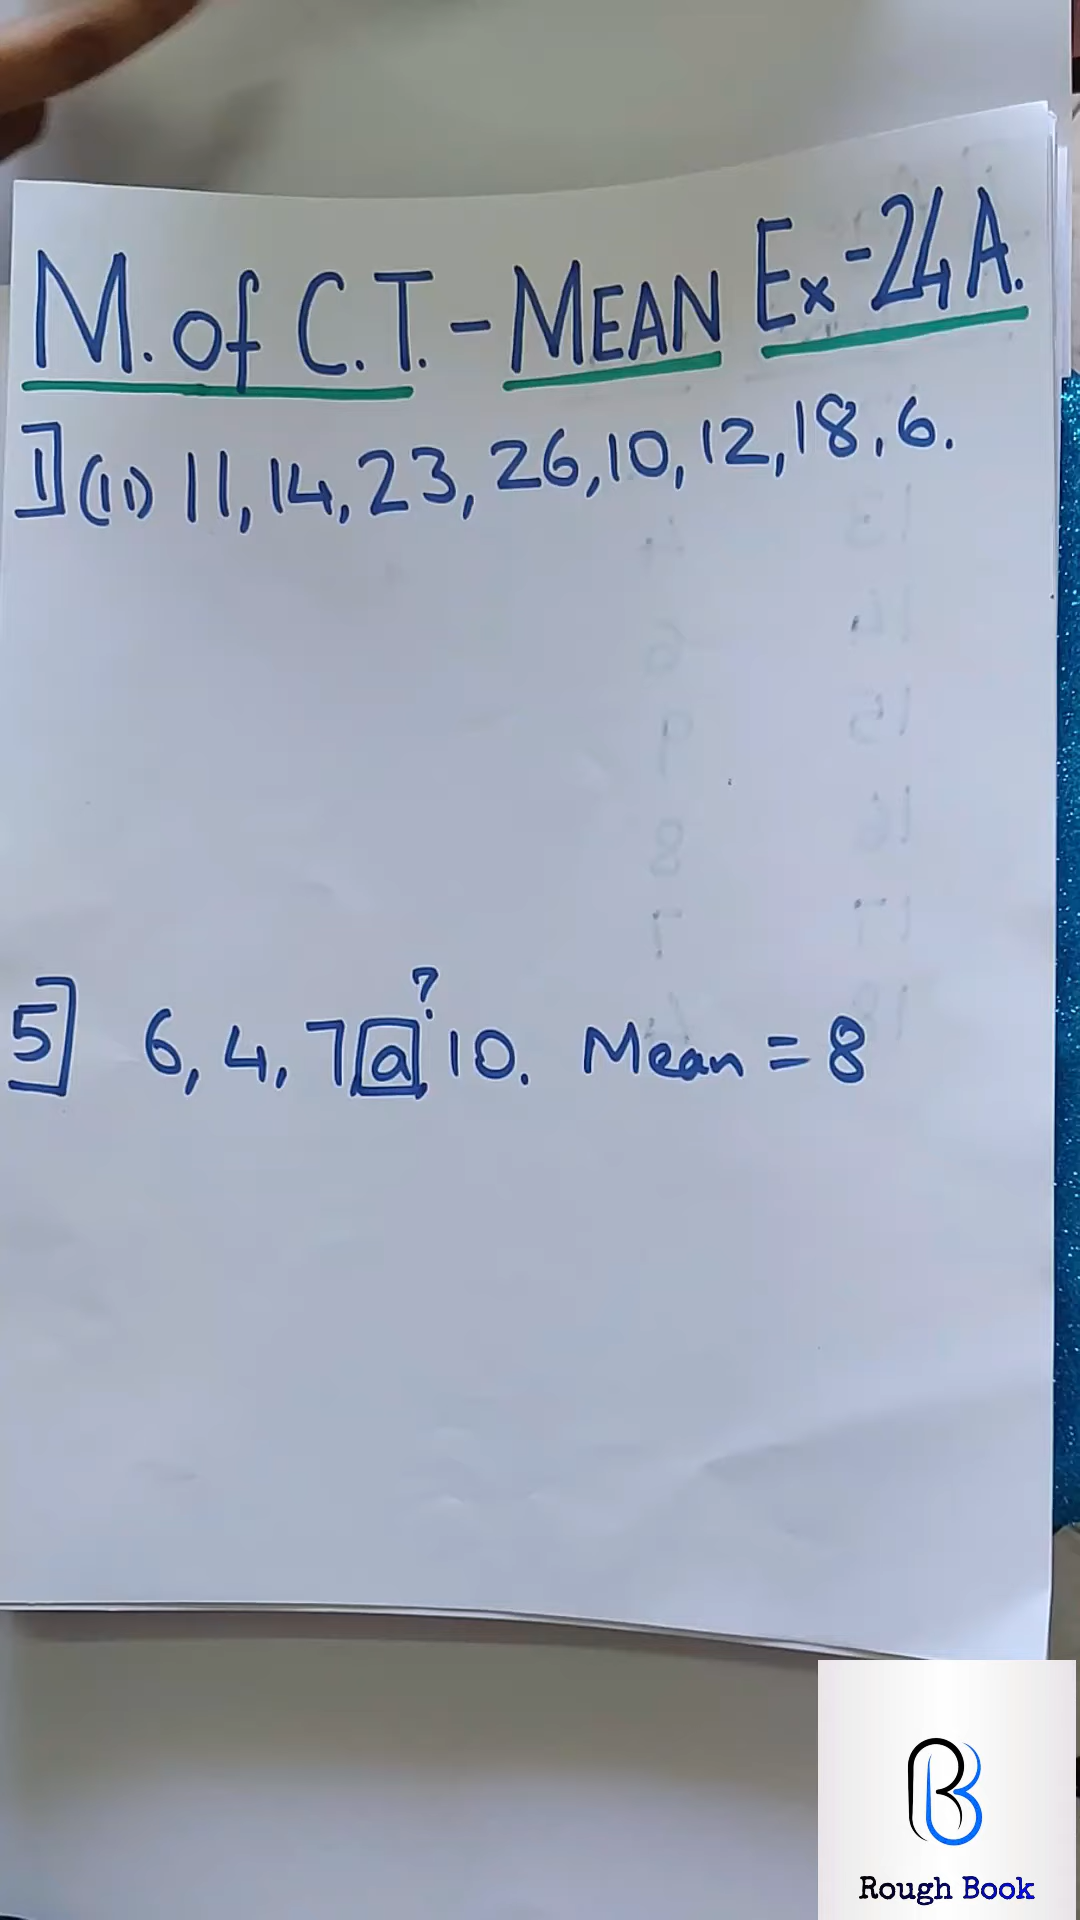 M. of C.T. - MEAN Ex - 24A.
1] (ii) 11, 14, 23, 26, 10, 12, 18, 6.
?
5] 6, 4, 7, a, 10. Mean = 8
Rough Book